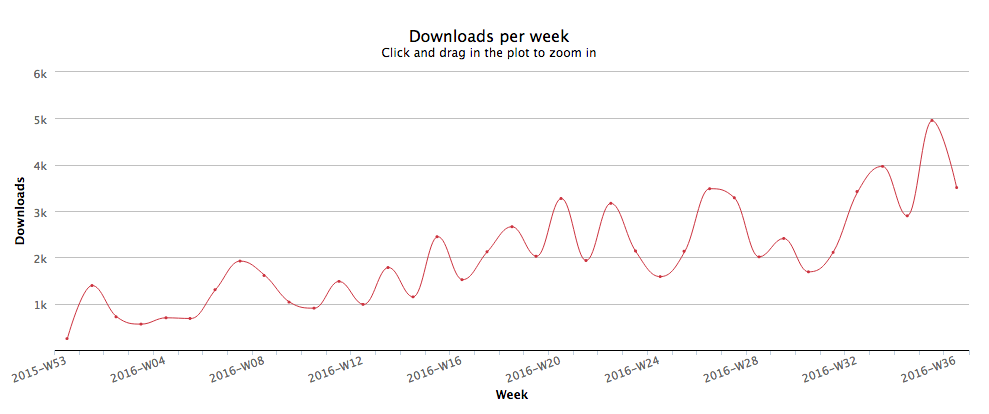 Downloads per week
Click and drag in the plot to zoom in
6k
5k
4k
3k
2k
1k
Downloads
2015-W53
2016-W04
2016-W08
2016-W12
2016-W16
2016-W20
2016-W24
2016-W28
2016-W32
2016-W36
Week